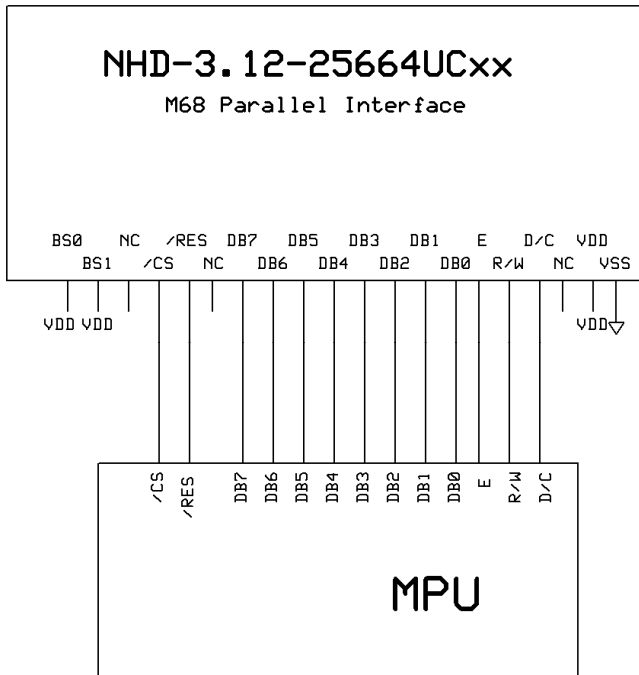 NHD-3.12-25664UCxx
M68 Parallel Interface
BS0 NC /RES DB7 DB5 DB3 DB1 E D/C VDD
BS1 /CS NC DB6 DB4 DB2 DB0 R/W NC VSS
VDD VDD VDD
/CS /RES DB7 DB6 DB5 DB4 DB3 DB2 DB1 DB0 E R/W D/C
MPU